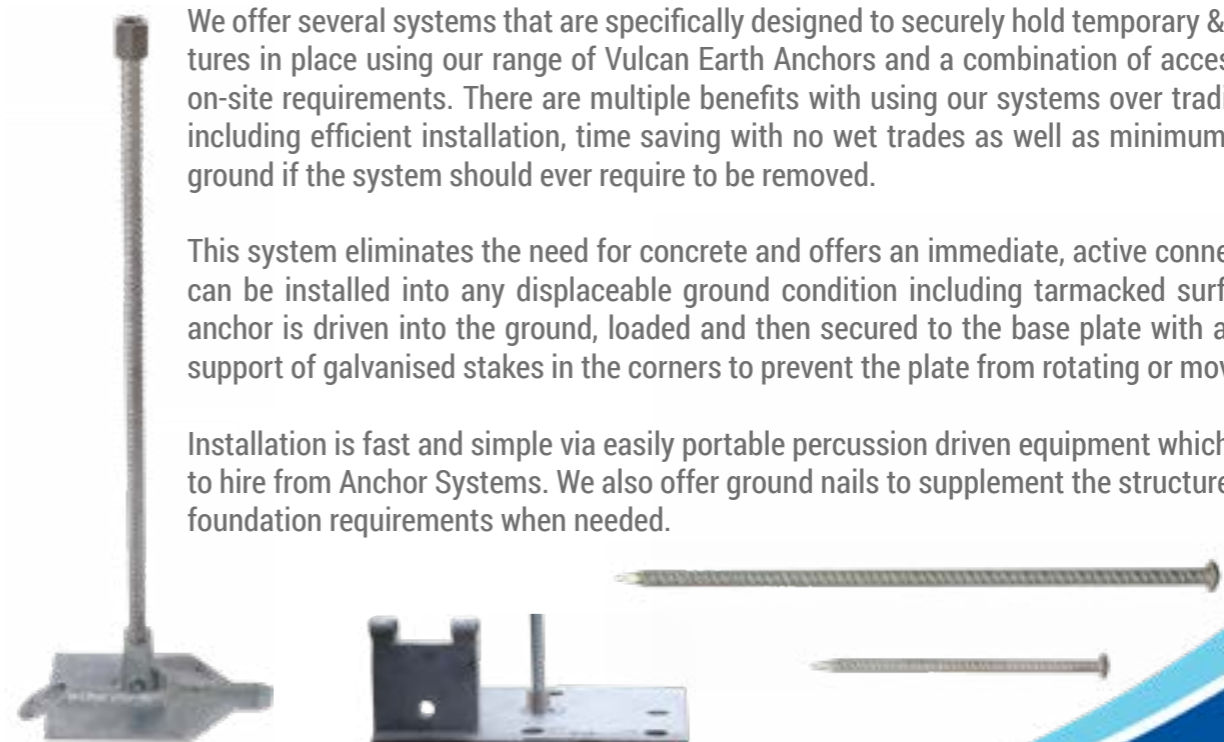 We offer several systems that are specifically designed to securely hold temporary &
tures in place using our range of Vulcan Earth Anchors and a combination of acces
on-site requirements. There are multiple benefits with using our systems over tradi
including efficient installation, time saving with no wet trades as well as minimum
ground if the system should ever require to be removed.
This system eliminates the need for concrete and offers an immediate, active conne
can be installed into any displaceable ground condition including tarmacked surf
anchor is driven into the ground, loaded and then secured to the base plate with a
support of galvanised stakes in the corners to prevent the plate from rotating or mov
Installation is fast and simple via easily portable percussion driven equipment which
to hire from Anchor Systems. We also offer ground nails to supplement the structure
foundation requirements when needed.